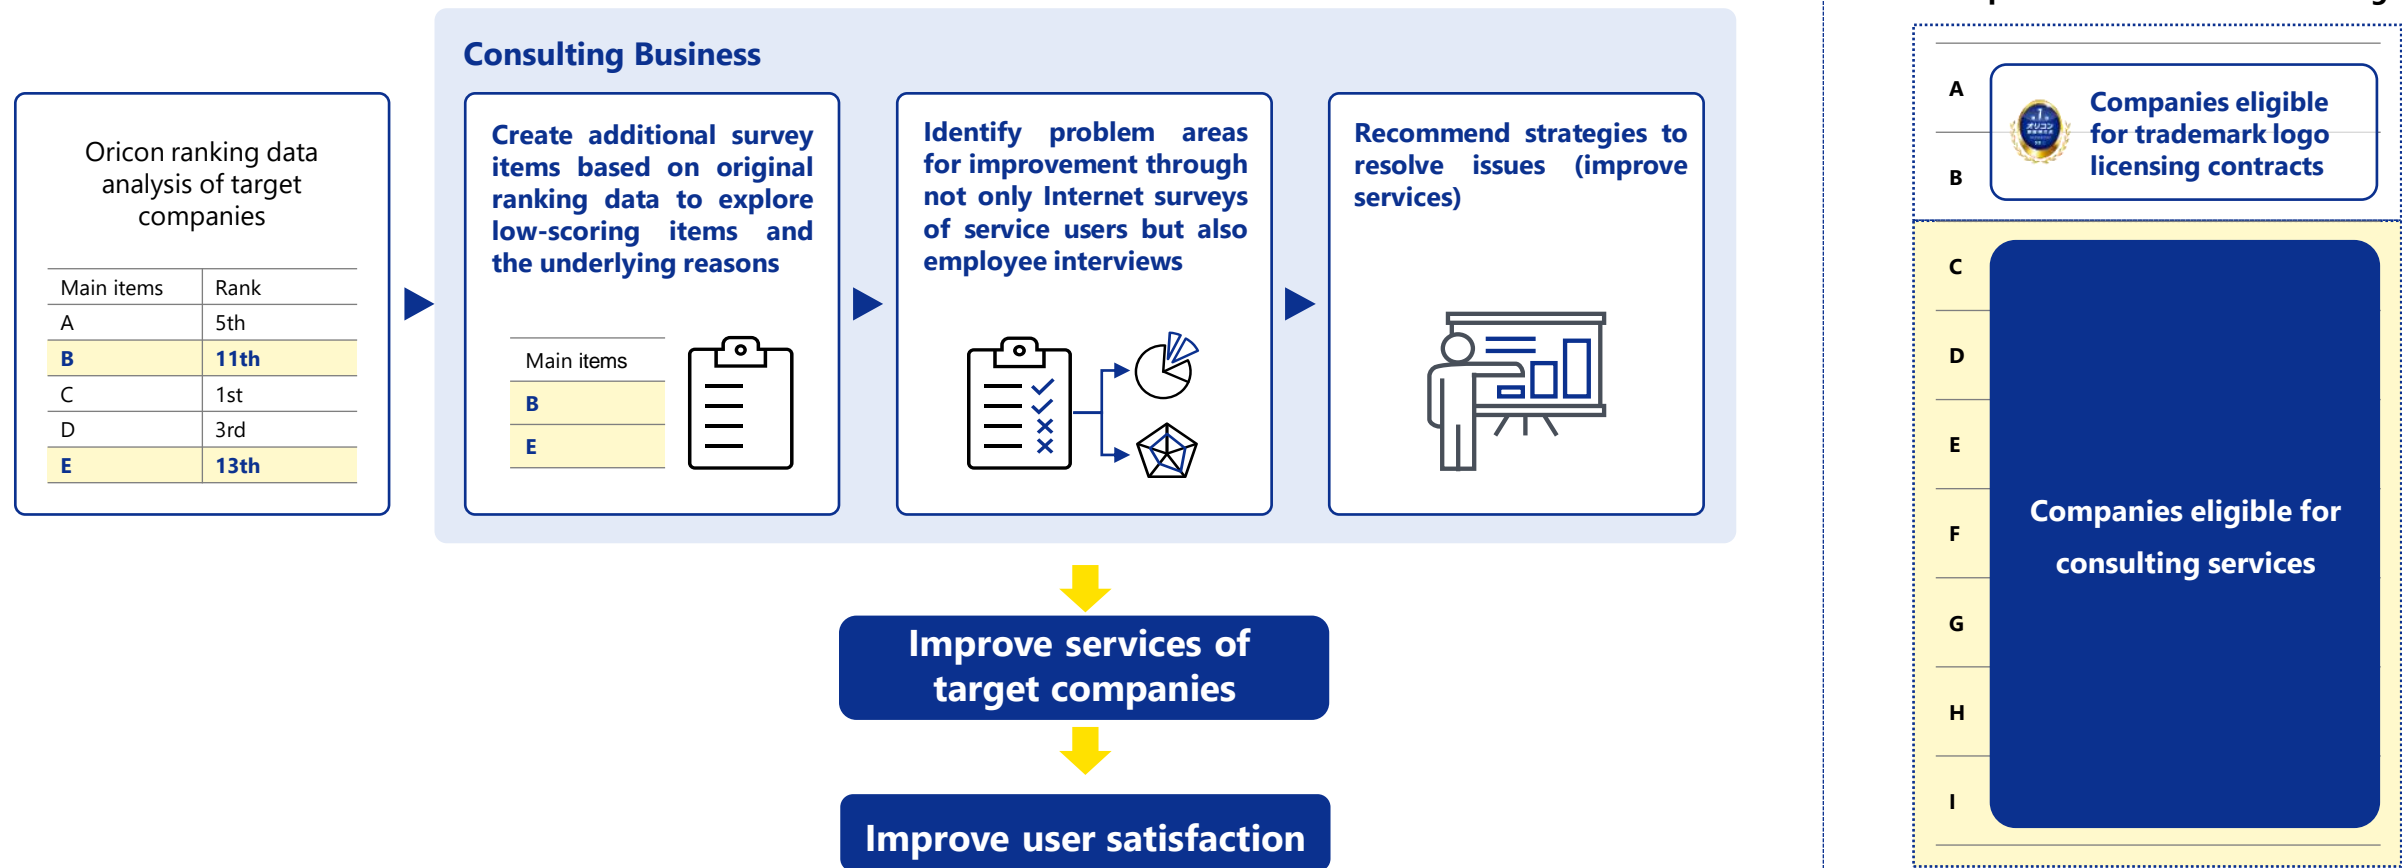 Consulting Business
Oricon ranking data
analysis of target
companies
Main items Rank
A 5th
B 11th
C 1st
D 3rd
E 13th
Create additional survey
items based on original
ranking data to explore
low-scoring items and
the underlying reasons
Main items
B
E
Identify problem areas
for improvement through
not only Internet surveys
of service users but also
employee interviews
Recommend strategies to
resolve issues (improve
services)
Improve services of
target companies
Improve user satisfaction
A
B
Companies eligible
for trademark logo
licensing contracts
オリコン
C
D
E
F
G
H
I
Companies eligible for
consulting services